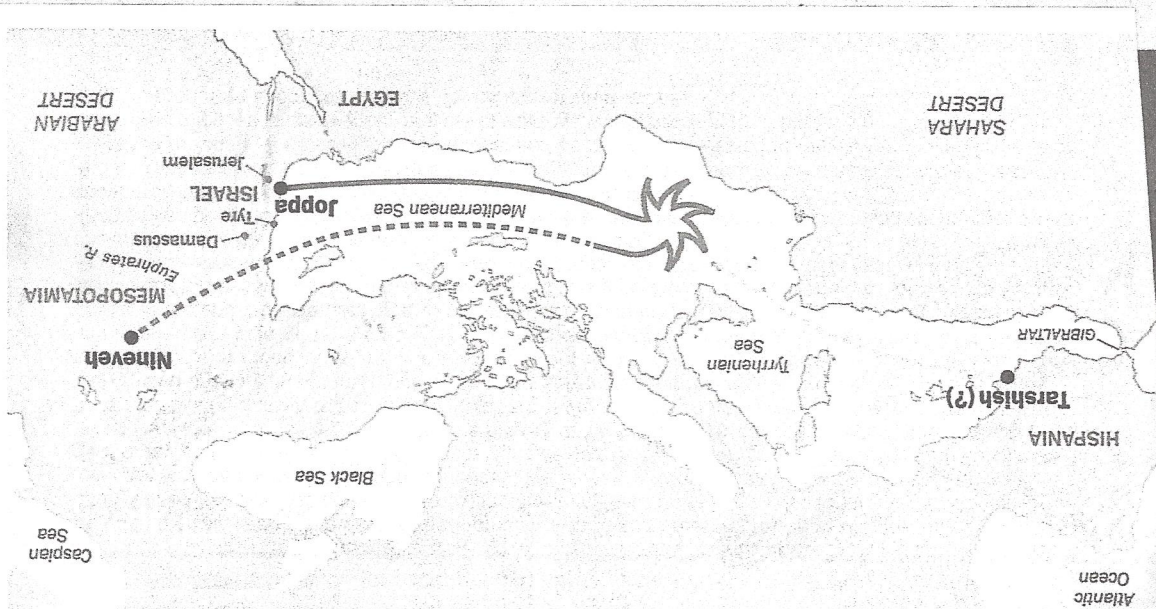 Atlantic
Ocean
Caspian
Sea
Black Sea
HISPANIA
Tarshish (?)
Tyrrhenian
Sea
Nineveh
GIBRALTAR
MESOPOTAMIA
Euphrates R.
Damascus
Tyre
Mediterranean Sea
Joppa
ISRAEL
Jerusalem
SAHARA
DESERT
EGYPT
ARABIAN
DESERT